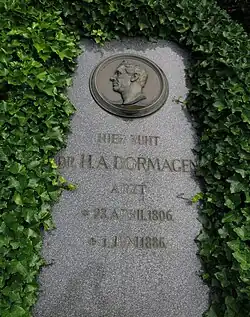 HIER RUHT
DR. H.A. DORMAGEN
ARZT
* 28. APRIL 1806
1886